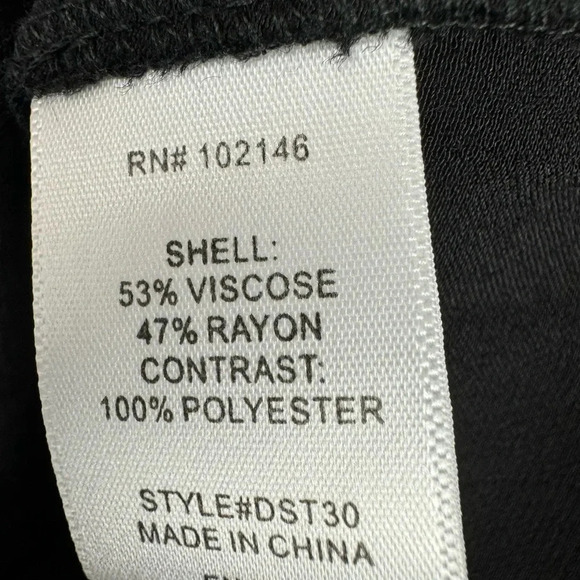 RN# 102146
SHELL:
53% VISCOSE
47% RAYON
CONTRAST:
100% POLYESTER
STYLE#DST30
MADE IN CHINA